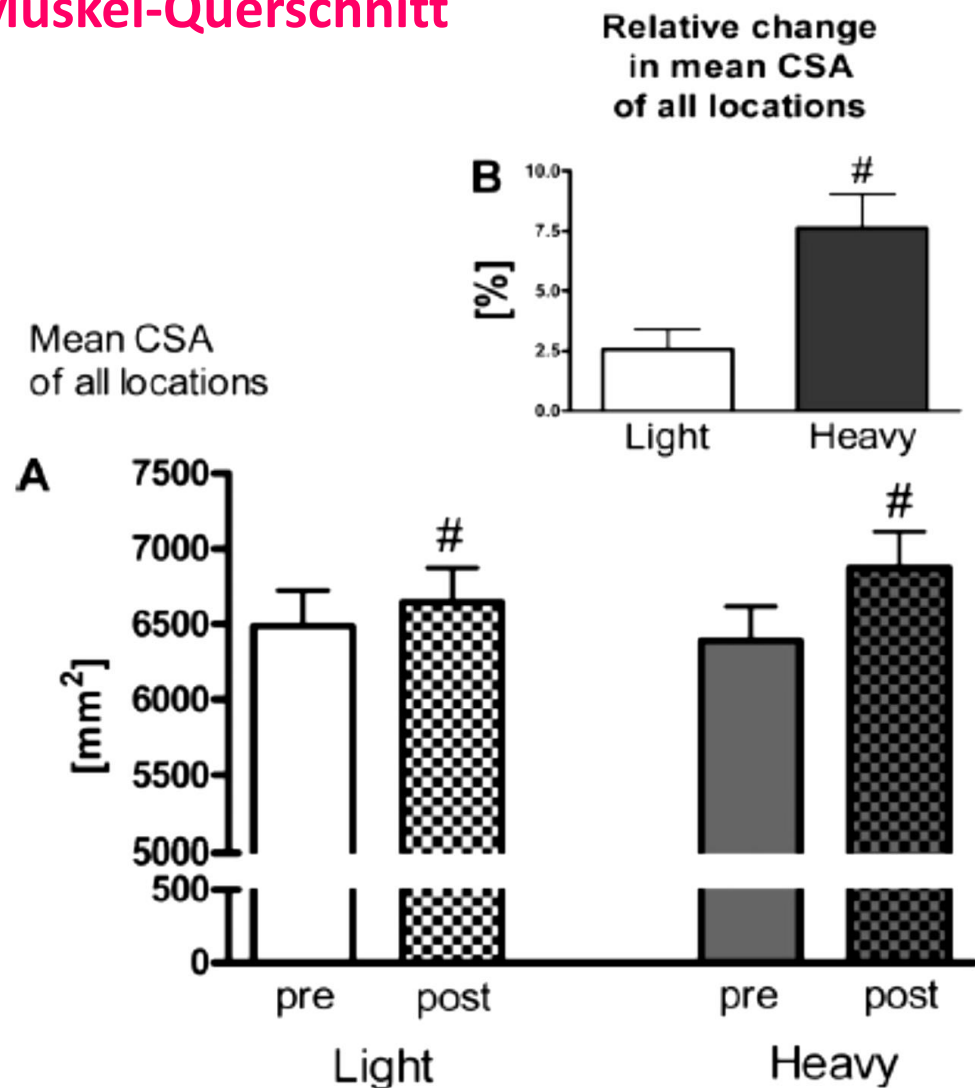 Muskel-Querschnitt
Relative change
in mean CSA
of all locations
B
#
10.0
7.5
5.0
2.5
0.0
[%]
Light Heavy
Mean CSA
of all locations
A
7500
7000
6500
6000
5500
5000
500
0
[mm²]
#
#
pre post pre post
Light Heavy